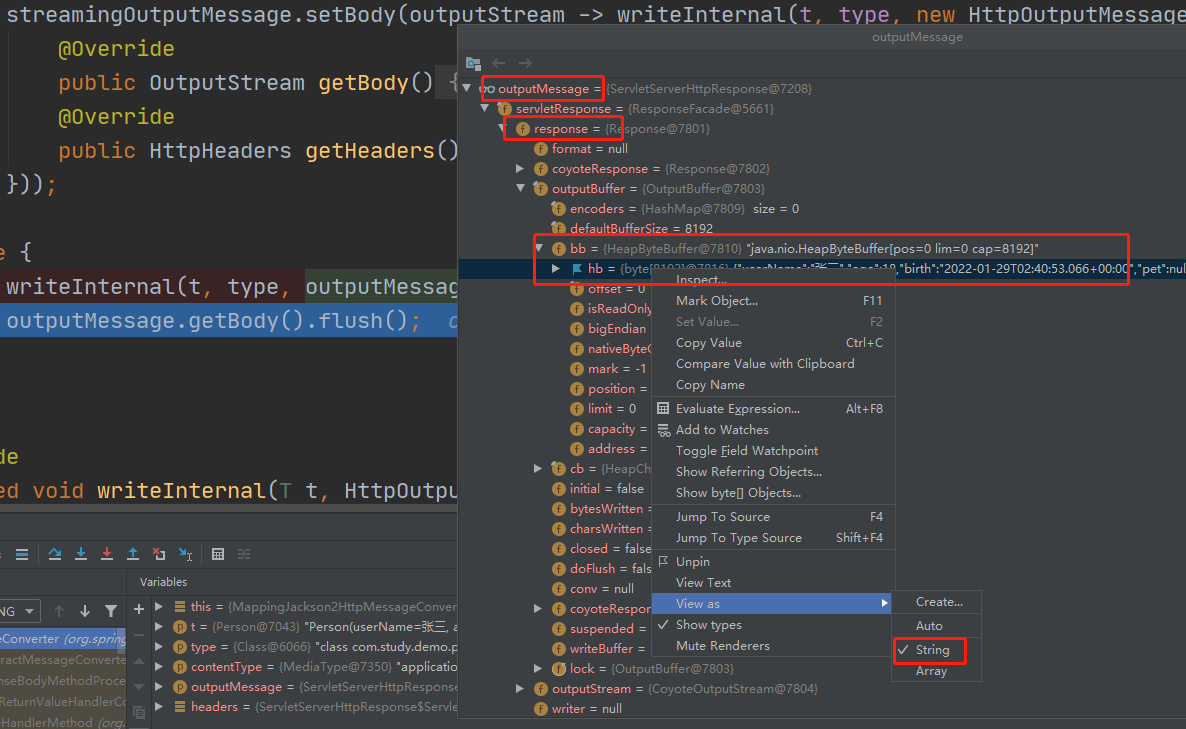 streamingOutputMessage.setBody(outputStream -> writeInternal(t, type, new HttpOutputMessage
@Override
public OutputStream getBody() {
@Override
public HttpHeaders getHeaders()
}));
e {
writeInternal(t, type, outputMessag
outputMessage.getBody().flush();
de
ed void writeInternal(T t, HttpOutpu
outputMessage
outputMessage = {ServletServerHttpResponse@7208}
servletResponse = {ResponseFacade@5661}
response = {Response@7801}
format = null
coyoteResponse = {Response@7802}
outputBuffer = {OutputBuffer@7803}
encoders = {HashMap@7809} size = 0
defaultBufferSize = 8192
bb = {HeapByteBuffer@7810} "java.nio.HeapByteBuffer[pos=0 lim=0 cap=8192]"
hb = {byte[8192]@7816} {"userName":"张三","age":18,"birth":"2022-01-29T02:40:53.066+00:00","pet":nul
offset = 0
isReadOnly
bigEndian
nativeByteO
mark = -1
position =
limit = 0
capacity =
address =
cb = {HeapCh
initial = false
bytesWritten =
charsWritten =
closed = false
doFlush = fals
conv = null
coyoteRespon
suspended =
writeBuffer =
lock = {OutputBuffer@7803}
outputStream = {CoyoteOutputStream@7804}
writer = null
Inspect...
Mark Object... F11
Set Value... F2
Copy Value Ctrl+C
Compare Value with Clipboard
Copy Name
Evaluate Expression... Alt+F8
Add to Watches
Toggle Field Watchpoint
Show Referring Objects...
Show byte[] Objects...
Jump To Source F4
Jump To Type Source Shift+F4
Unpin
View Text
View as
Show types
Mute Renderers
Create...
Auto
String
Array
Variables
NG
eConverter (org.spring
ractMessageConverte
nseBodyMethodProce
ReturnValueHandlerCo
eHandlerMethod (org.
this = {MappingJackson2HttpMessageConver
t = {Person@7043} "Person(userName=张三, a
type = {Class@6066} "class com.study.demo.p
contentType = {MediaType@7350} "application
outputMessage = {ServletServerHttpResponse
headers = {ServletServerHttpResponse$Servle